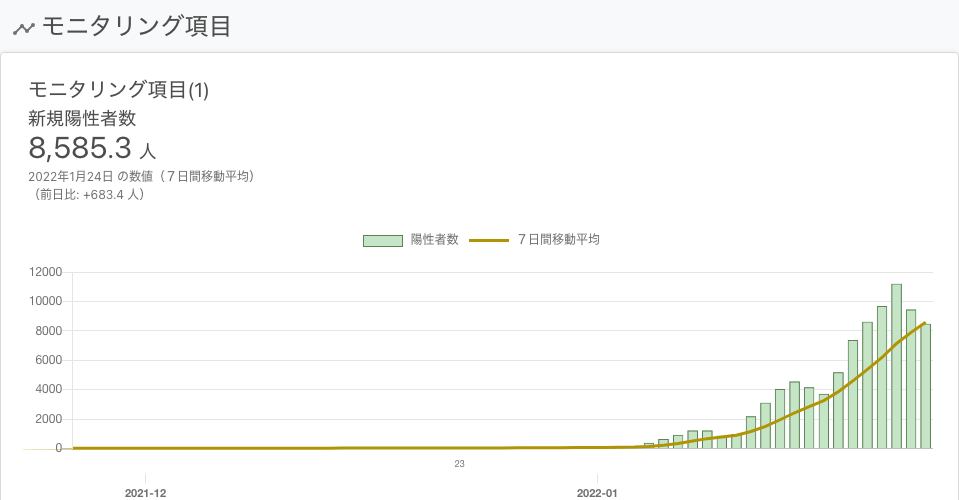 モニタリング項目
モニタリング項目(1)
新規陽性者数
8,585.3 人
2022年1月24日 の数値（７日間移動平均）
（前日比: +683.4 人）
陽性者数 ７日間移動平均
12000
10000
8000
6000
4000
2000
0
23
2021-12 2022-01